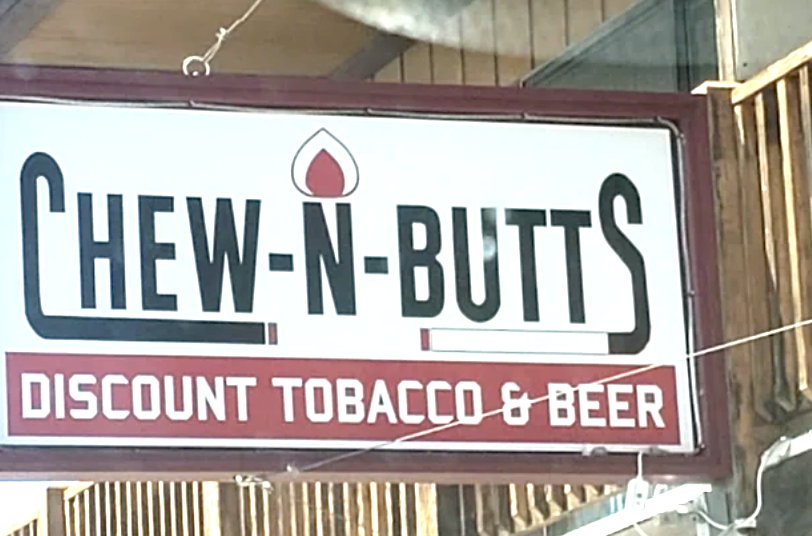 CHEW-N-BUTTS
DISCOUNT TOBACCO & BEER